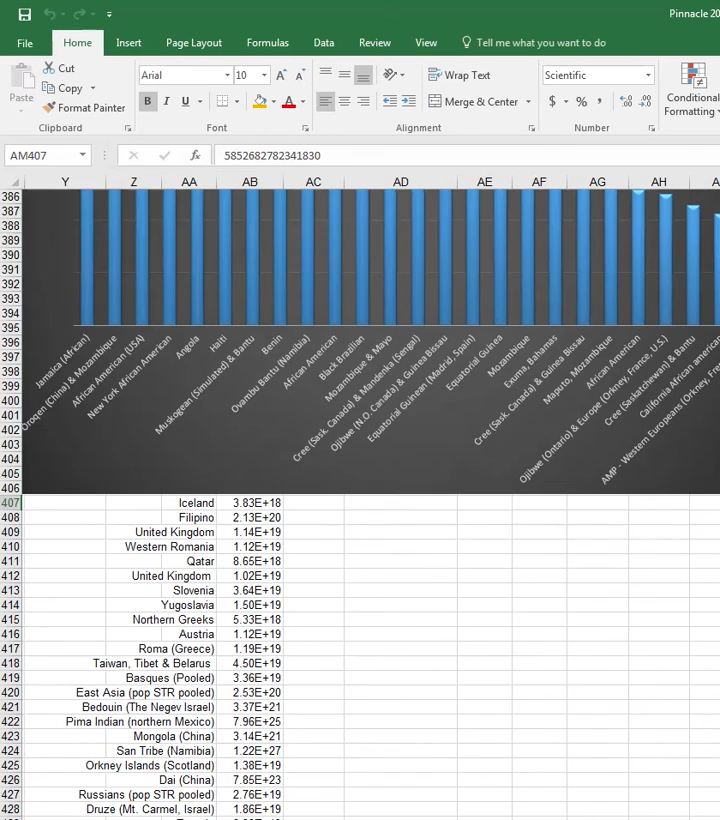 Pinnacle 20
File Home Insert Page Layout Formulas Data Review View Tell me what you want to do
Paste
Cut
Copy
Format Painter
Arial 10 A A
B I U A
Wrap Text
Merge & Center
Scientific
$ % , .00
Conditional
Formatting
Clipboard Font Alignment Number
AM407 fx 5852682782341830
Y Z AA AB AC AD AE AF AG AH A
386
387
388
389
390
391
392
393
394
395
396
397
398
399
400
401
402
403
404
405
406
Jamaica (African)
Oroqen (China) & Mozambique
African American (USA)
New York African American
Angola
Haiti
Muskogean (Simulated) & Bantu
Benin
Ovambu Bantu (Namibia)
African American
Black Brazilian
Mozambique & Mayo
Cree (Sask. Canada) & Mandenka (Sengal)
Ojibwe (N.O. Canada) & Guinea Bissau
Equatorial Guinean (Madrid, Spain)
Equatorial Guinea
Mozambique
Exuma, Bahamas
Cree (Sask. Canada) & Guinea Bissau
Maputo, Mozambique
African American
Ojibwe (Ontario) & Europe (Orkney, France, U.S.)
Cree (Saskatchewan) & Bantu
California African american
AMP - Western Europeans (Orkney, Fre
407 Iceland 3.83E+18
408 Filipino 2.13E+20
409 United Kingdom 1.14E+19
410 Western Romania 1.12E+19
411 Qatar 8.65E+18
412 United Kingdom 1.02E+19
413 Slovenia 3.64E+19
414 Yugoslavia 1.50E+19
415 Northern Greeks 5.33E+18
416 Austria 1.12E+19
417 Roma (Greece) 1.19E+19
418 Taiwan, Tibet & Belarus 4.50E+19
419 Basques (Pooled) 3.36E+19
420 East Asia (pop STR pooled) 2.53E+20
421 Bedouin (The Negev Israel) 3.37E+21
422 Pima Indian (northern Mexico) 7.96E+25
423 Mongola (China) 3.14E+21
424 San Tribe (Namibia) 1.22E+27
425 Orkney Islands (Scotland) 1.38E+19
426 Dai (China) 7.85E+23
427 Russians (pop STR pooled) 2.76E+19
428 Druze (Mt. Carmel, Israel) 1.86E+19